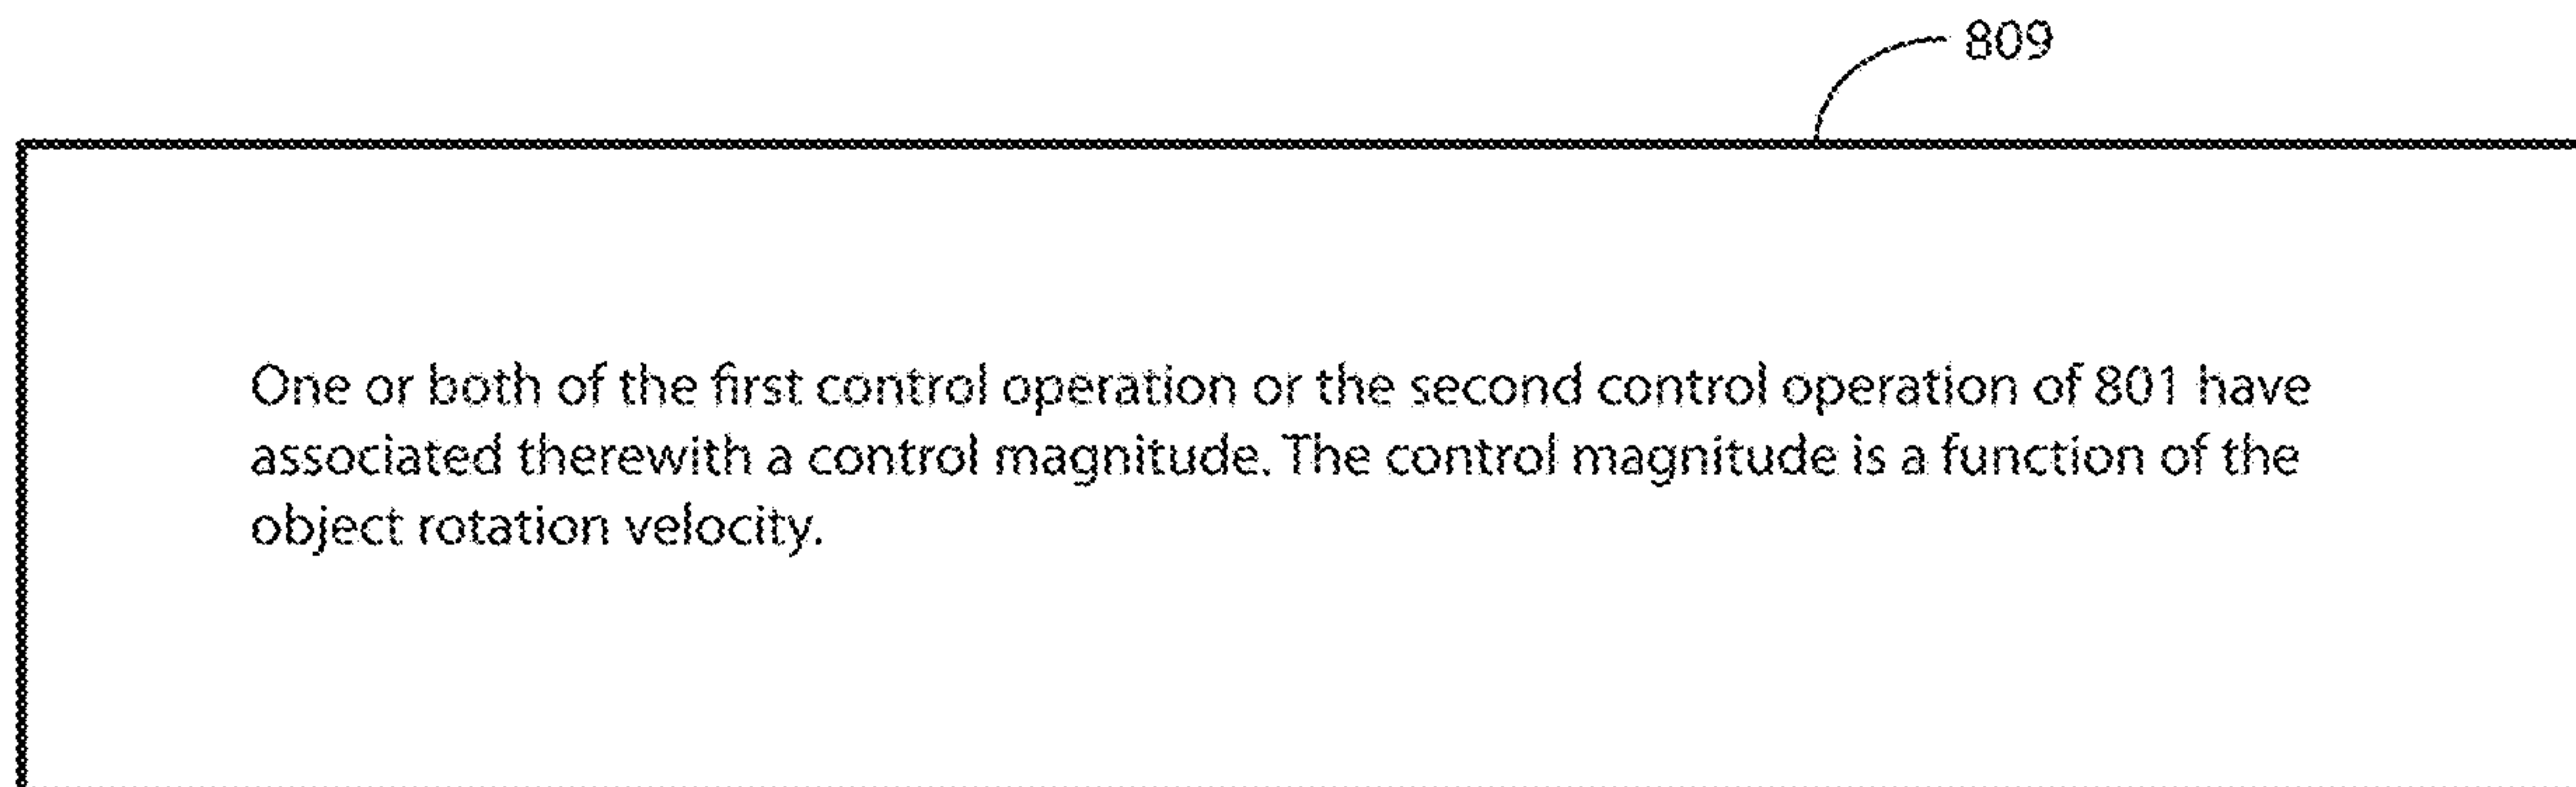 809
One or both of the first control operation or the second control operation of 801 have
associated therewith a control magnitude. The control magnitude is a function of the
object rotation velocity.